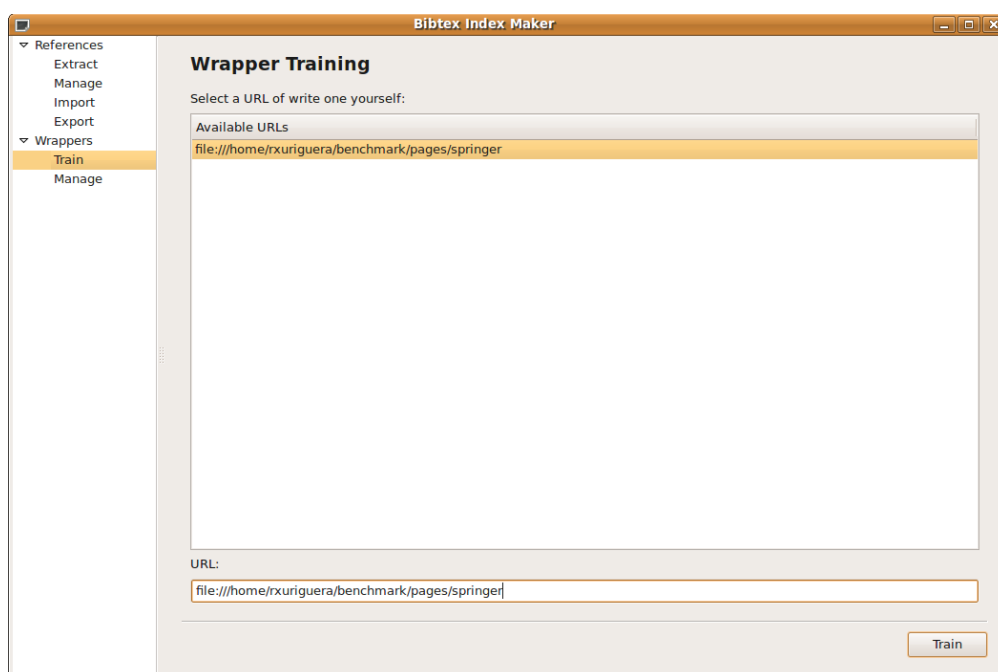 Bibtex Index Maker
References
Extract
Manage
Import
Export
Wrappers
Train
Manage
Wrapper Training
Select a URL of write one yourself:
Available URLs
file:///home/rxuriguera/benchmark/pages/springer
URL:
file:///home/rxuriguera/benchmark/pages/springer
Train